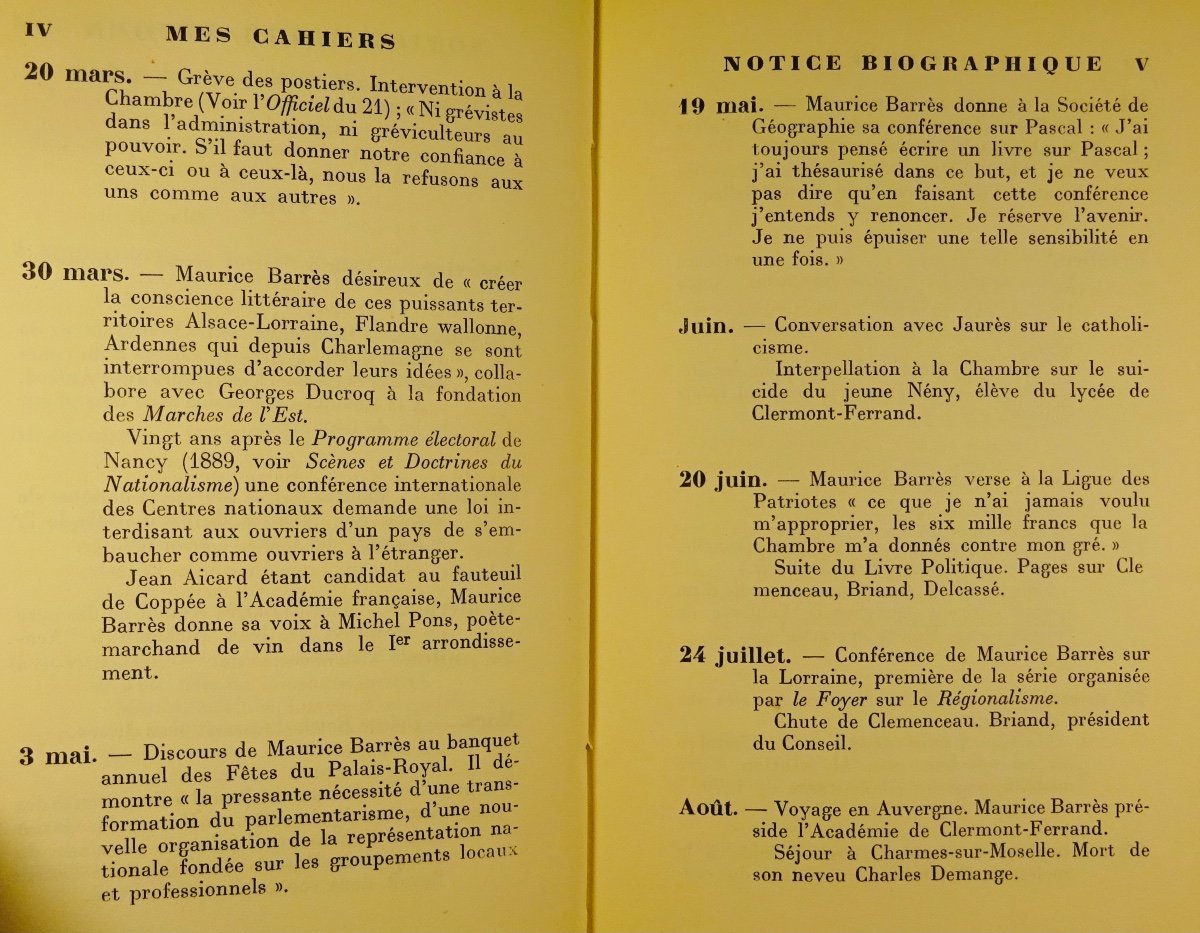 IV MES CAHIERS
20 mars. — Grève des postiers. Intervention à la
Chambre (Voir l'Officiel du 21) ; « Ni grévistes
dans l'administration, ni gréviculteurs au
pouvoir. S'il faut donner notre confiance à
ceux-ci ou à ceux-là, nous la refusons aux
uns comme aux autres ».
30 mars. — Maurice Barrès désireux de « créer
la conscience littéraire de ces puissants ter-
ritoires Alsace-Lorraine, Flandre wallonne,
Ardennes qui depuis Charlemagne se sont
interrompues d'accorder leurs idées », colla-
bore avec Georges Ducroq à la fondation
des Marches de l'Est.
Vingt ans après le Programme électoral de
Nancy (1889, voir Scènes et Doctrines du
Nationalisme) une conférence internationale
des Centres nationaux demande une loi in-
terdisant aux ouvriers d'un pays de s'em-
baucher comme ouvriers à l'étranger.
Jean Aicard étant candidat au fauteuil
de Coppée à l'Académie française, Maurice
Barrès donne sa voix à Michel Pons, poète-
marchand de vin dans le Ier arrondisse-
ment.
3 mai. — Discours de Maurice Barrès au banquet
annuel des Fêtes du Palais-Royal. Il dé-
montre « la pressante nécessité d'une trans-
formation du parlementarisme, d'une nou-
velle organisation de la représentation na-
tionale fondée sur les groupements locaux
et professionnels ».
NOTICE BIOGRAPHIQUE V
19 mai. — Maurice Barrès donne à la Société de
Géographie sa conférence sur Pascal : « J'ai
toujours pensé écrire un livre sur Pascal ;
j'ai thésaurisé dans ce but, et je ne veux
pas dire qu'en faisant cette conférence
j'entends y renoncer. Je réserve l'avenir.
Je ne puis épuiser une telle sensibilité en
une fois. »
Juin. — Conversation avec Jaurès sur le catholi-
cisme.
Interpellation à la Chambre sur le sui-
cide du jeune Nény, élève du lycée de
Clermont-Ferrand.
20 juin. — Maurice Barrès verse à la Ligue des
Patriotes « ce que je n'ai jamais voulu
m'approprier, les six mille francs que la
Chambre m'a donnés contre mon gré. »
Suite du Livre Politique. Pages sur Cle
menceau, Briand, Delcassé.
24 juillet. — Conférence de Maurice Barrès sur
la Lorraine, première de la série organisée
par le Foyer sur le Régionalisme.
Chute de Clemenceau. Briand, président
du Conseil.
Août. — Voyage en Auvergne. Maurice Barrès pré-
side l'Académie de Clermont-Ferrand.
Séjour à Charmes-sur-Moselle. Mort de
son neveu Charles Demange.